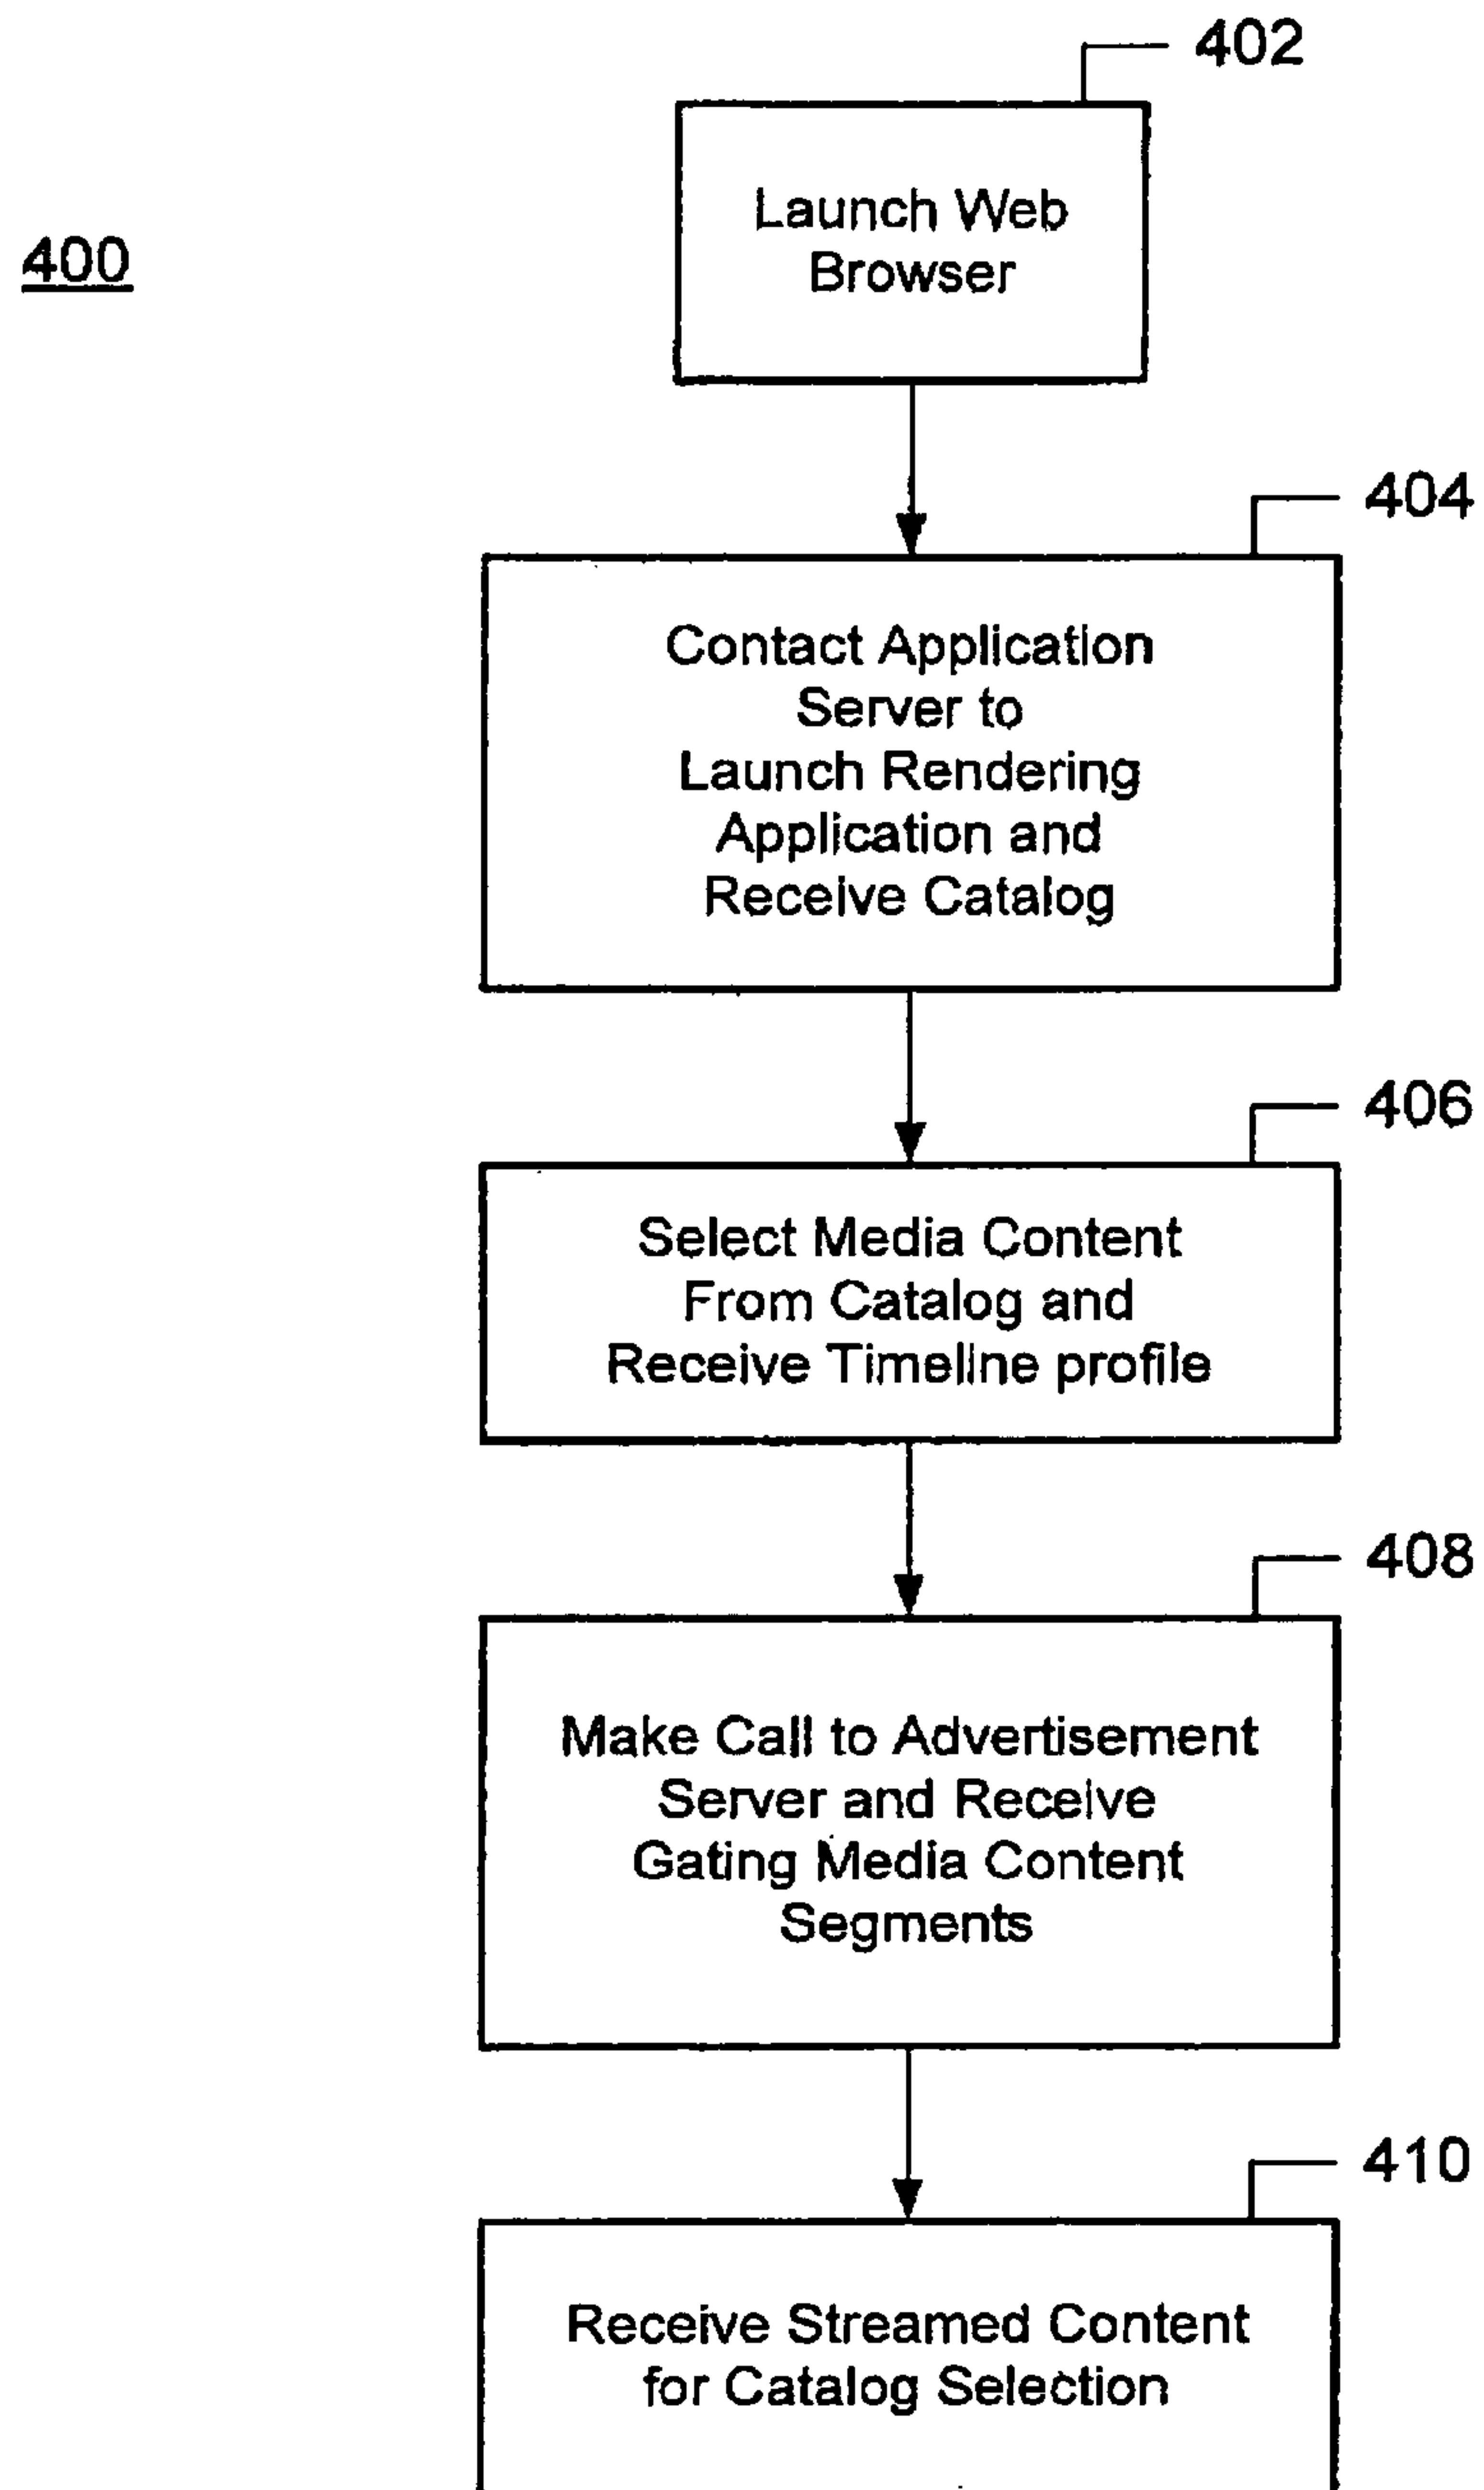 402
400
Launch Web
Browser
404
Contact Application
Server to
Launch Rendering
Application and
Receive Catalog
406
Select Media Content
From Catalog and
Receive Timeline profile
408
Make Call to Advertisement
Server and Receive
Gating Media Content
Segments
410
Receive Streamed Content
for Catalog Selection